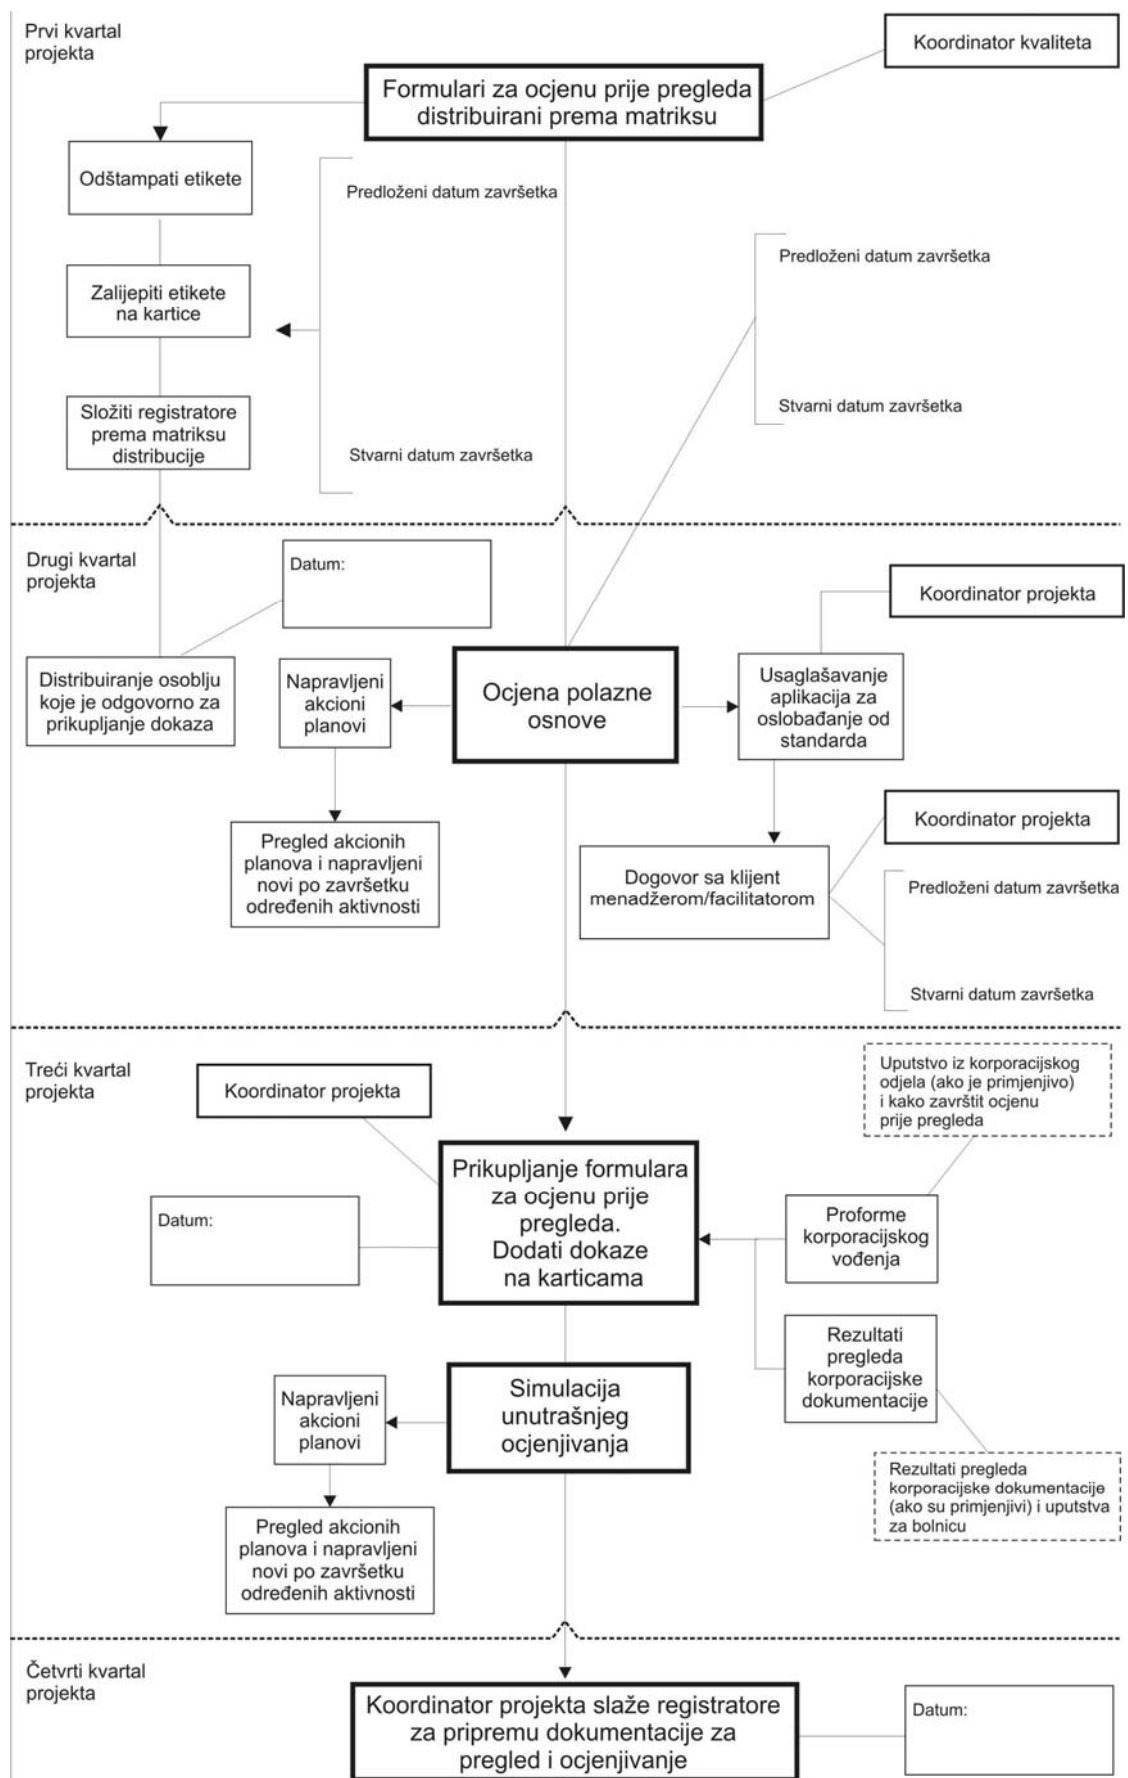 Prvi kvartal
projekta
Koordinator kvaliteta
Formulari za ocjenu prije pregleda
distribuirani prema matriksu
Odštampati etikete
Predloženi datum završetka
Predloženi datum završetka
Zalijepiti etikete
na kartice
Složiti registratore
prema matriksu
distribucije
Stvarni datum završetka
Stvarni datum završetka
Drugi kvartal
projekta
Datum:
Koordinator projekta
Distribuiranje osoblju
koje je odgovorno za
prikupljanje dokaza
Napravljeni
akcioni
planovi
Ocjena polazne
osnove
Usaglašavanje
aplikacija za
oslobađanje od
standarda
Koordinator projekta
Pregled akcionih
planova i napravljeni
novi po završetku
određenih aktivnosti
Dogovor sa klijent
menadžerom/facilitatorom
Predloženi datum završetka
Stvarni datum završetka
Treći kvartal
projekta
Uputstvo iz korporacijskog
odjela (ako je primjenjivo)
i kako završtit ocjenu
prije pregleda
Koordinator projekta
Prikupljanje formulara
za ocjenu prije
pregleda.
Dodati dokaze
na karticama
Datum:
Proforme
korporacijskog
vođenja
Rezultati
pregleda
korporacijske
dokumentacije
Napravljeni
akcioni
planovi
Simulacija
unutrašnjeg
ocjenjivanja
Rezultati pregleda
korporacijske dokumentacije
(ako su primjenjivi) i uputstva
za bolnicu
Pregled akcionih
planova i napravljeni
novi po završetku
određenih aktivnosti
Četvrti kvartal
projekta
Koordinator projekta slaže registratore
za pripremu dokumentacije za
pregled i ocjenjivanje
Datum: